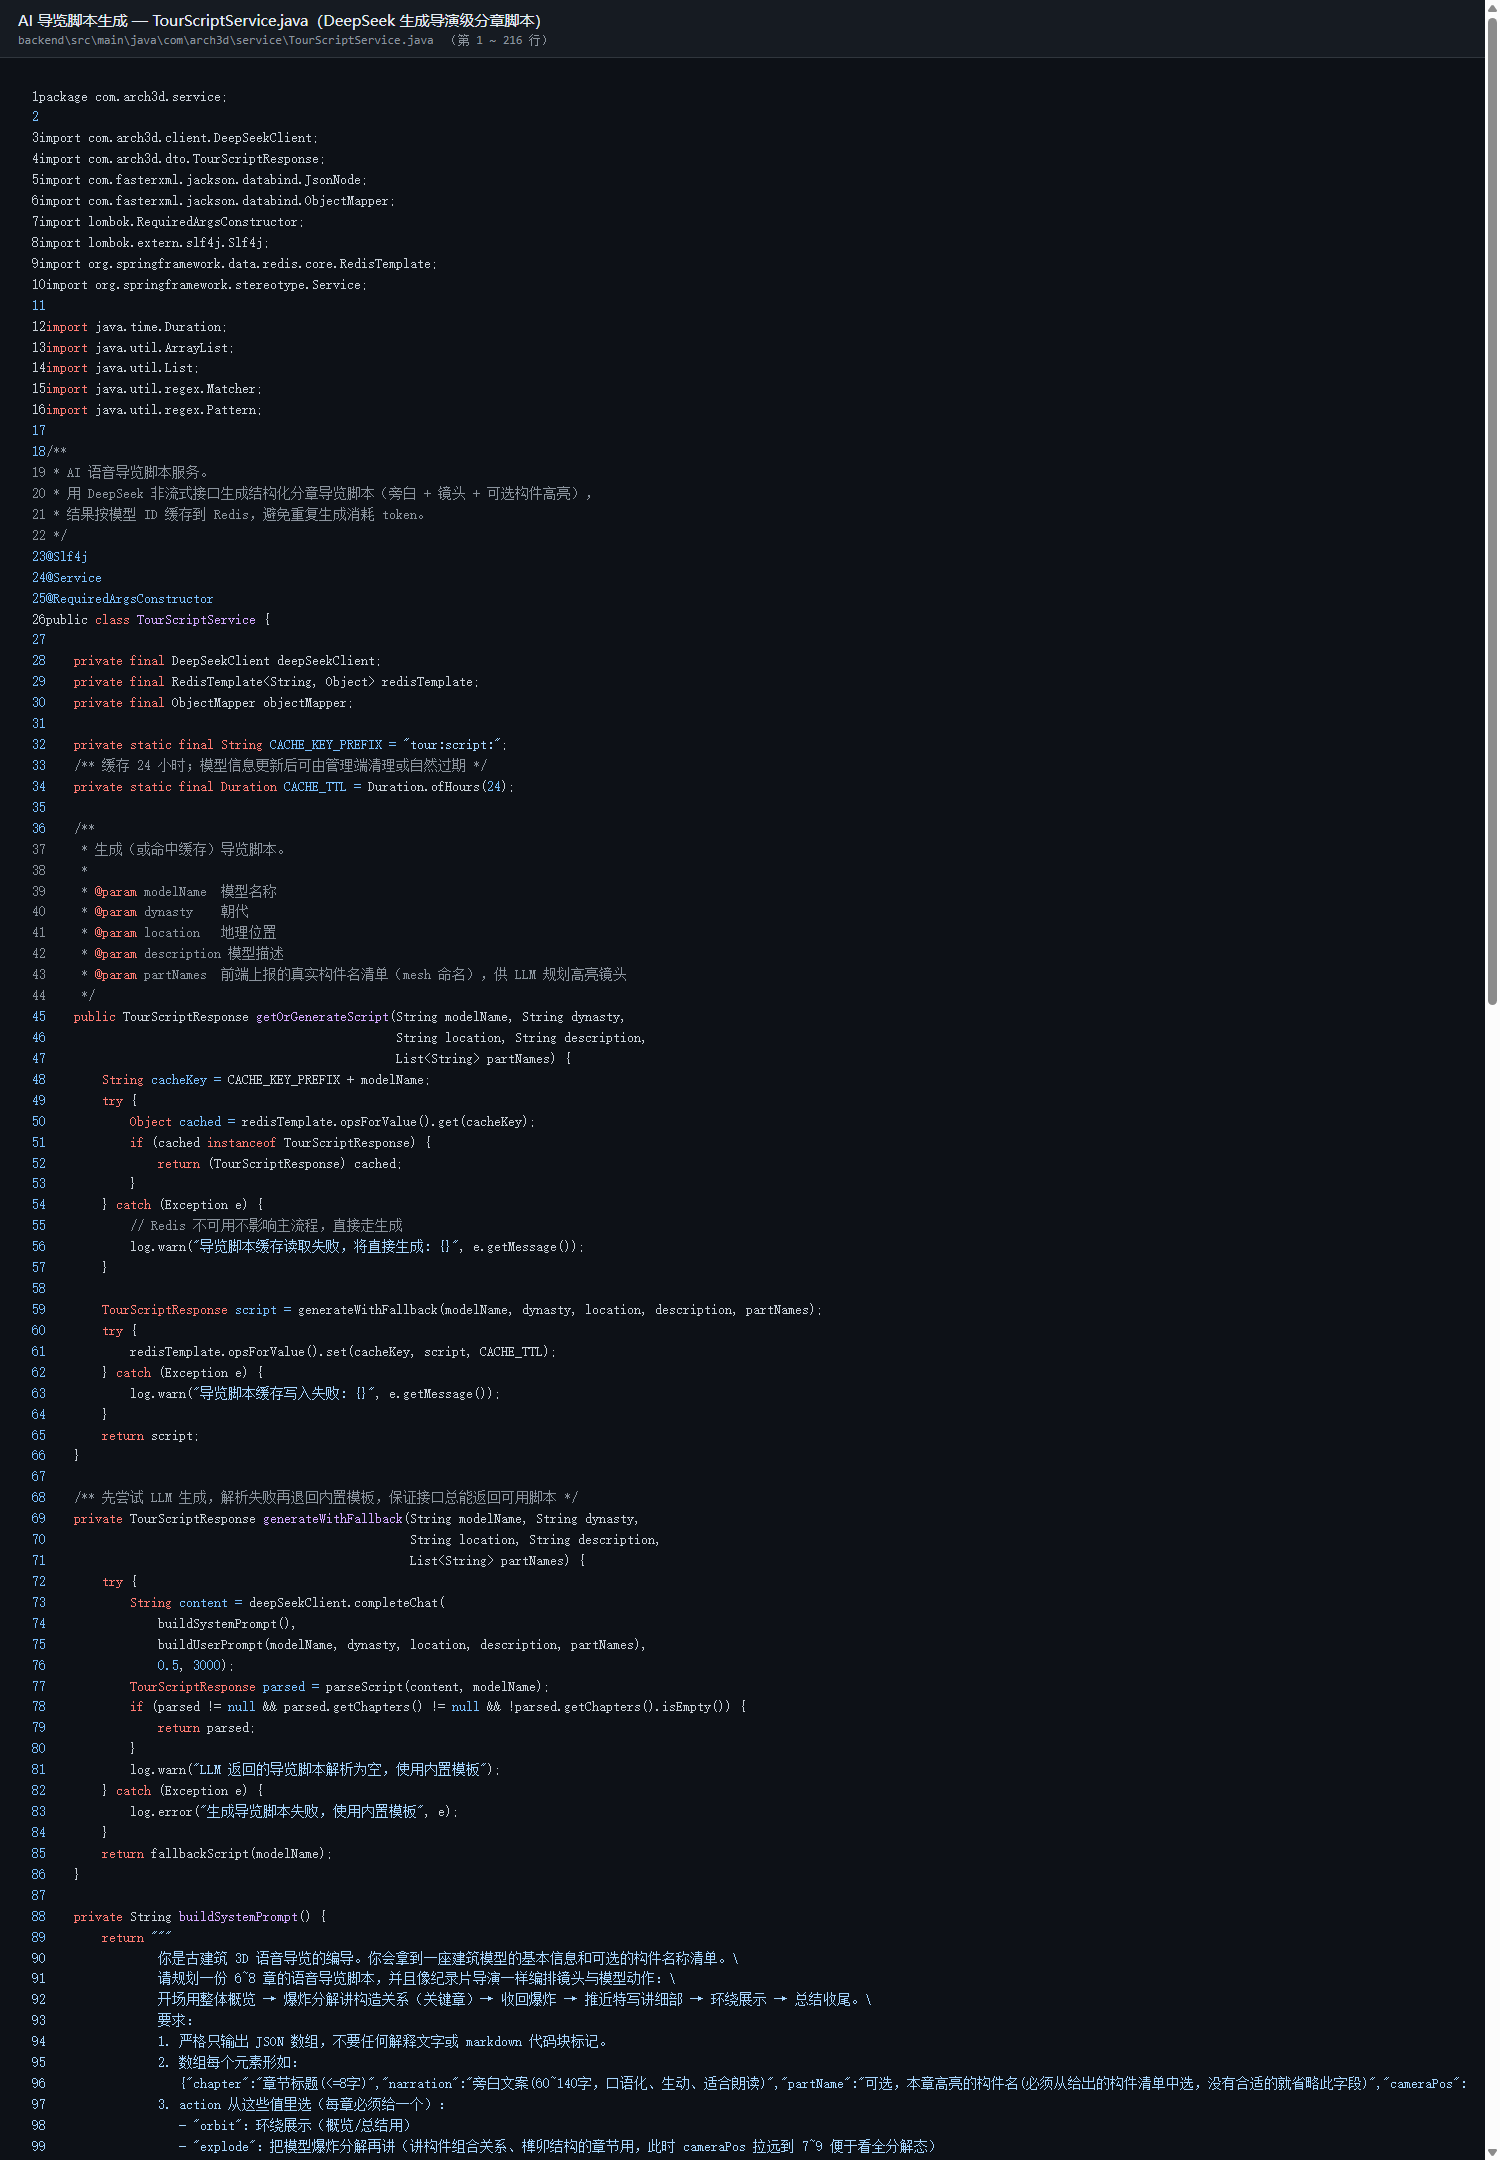 AI 导览脚本生成 — TourScriptService.java（DeepSeek 生成导演级分章脚本）
backend\src\main\java\com\arch3d\service\TourScriptService.java （第 1 ~ 216 行）
1package com.arch3d.service;
2
3import com.arch3d.client.DeepSeekClient;
4import com.arch3d.dto.TourScriptResponse;
5import com.fasterxml.jackson.databind.JsonNode;
6import com.fasterxml.jackson.databind.ObjectMapper;
7import lombok.RequiredArgsConstructor;
8import lombok.extern.slf4j.Slf4j;
9import org.springframework.data.redis.core.RedisTemplate;
10import org.springframework.stereotype.Service;
11
12import java.time.Duration;
13import java.util.ArrayList;
14import java.util.List;
15import java.util.regex.Matcher;
16import java.util.regex.Pattern;
17
18/**
19 * AI 语音导览脚本服务。
20 * 用 DeepSeek 非流式接口生成结构化分章导览脚本（旁白 + 镜头 + 可选构件高亮），
21 * 结果按模型 ID 缓存到 Redis，避免重复生成消耗 token。
22 */
23@Slf4j
24@Service
25@RequiredArgsConstructor
26public class TourScriptService {
27
28    private final DeepSeekClient deepSeekClient;
29    private final RedisTemplate<String, Object> redisTemplate;
30    private final ObjectMapper objectMapper;
31
32    private static final String CACHE_KEY_PREFIX = "tour:script:";
33    /** 缓存 24 小时；模型信息更新后可由管理端清理或自然过期 */
34    private static final Duration CACHE_TTL = Duration.ofHours(24);
35
36    /**
37     * 生成（或命中缓存）导览脚本。
38     *
39     * @param modelName  模型名称
40     * @param dynasty    朝代
41     * @param location   地理位置
42     * @param description 模型描述
43     * @param partNames  前端上报的真实构件名清单（mesh 命名），供 LLM 规划高亮镜头
44     */
45    public TourScriptResponse getOrGenerateScript(String modelName, String dynasty,
46                                                  String location, String description,
47                                                  List<String> partNames) {
48        String cacheKey = CACHE_KEY_PREFIX + modelName;
49        try {
50            Object cached = redisTemplate.opsForValue().get(cacheKey);
51            if (cached instanceof TourScriptResponse) {
52                return (TourScriptResponse) cached;
53            }
54        } catch (Exception e) {
55            // Redis 不可用不影响主流程，直接走生成
56            log.warn("导览脚本缓存读取失败，将直接生成: {}", e.getMessage());
57        }
58
59        TourScriptResponse script = generateWithFallback(modelName, dynasty, location, description, partNames);
60        try {
61            redisTemplate.opsForValue().set(cacheKey, script, CACHE_TTL);
62        } catch (Exception e) {
63            log.warn("导览脚本缓存写入失败: {}", e.getMessage());
64        }
65        return script;
66    }
67
68    /** 先尝试 LLM 生成，解析失败再退回内置模板，保证接口总能返回可用脚本 */
69    private TourScriptResponse generateWithFallback(String modelName, String dynasty,
70                                                    String location, String description,
71                                                    List<String> partNames) {
72        try {
73            String content = deepSeekClient.completeChat(
74                buildSystemPrompt(),
75                buildUserPrompt(modelName, dynasty, location, description, partNames),
76                0.5, 3000);
77            TourScriptResponse parsed = parseScript(content, modelName);
78            if (parsed != null && parsed.getChapters() != null && !parsed.getChapters().isEmpty()) {
79                return parsed;
80            }
81            log.warn("LLM 返回的导览脚本解析为空，使用内置模板");
82        } catch (Exception e) {
83            log.error("生成导览脚本失败，使用内置模板", e);
84        }
85        return fallbackScript(modelName);
86    }
87
88    private String buildSystemPrompt() {
89        return """
90                你是古建筑 3D 语音导览的编导。你会拿到一座建筑模型的基本信息和可选的构件名称清单。\
91                请规划一份 6~8 章的语音导览脚本，并且像纪录片导演一样编排镜头与模型动作：\
92                开场用整体概览 → 爆炸分解讲构造关系（关键章）→ 收回爆炸 → 推近特写讲细部 → 环绕展示 → 总结收尾。\
93                要求：
94                1. 严格只输出 JSON 数组，不要任何解释文字或 markdown 代码块标记。
95                2. 数组每个元素形如：
96                   {"chapter":"章节标题(<=8字)","narration":"旁白文案(60~140字，口语化、生动、适合朗读)","partName":"可选，本章高亮的构件名(必须从给出的构件清单中选，没有合适的就省略此字段)","cameraPos":
97                3. action 从这些值里选（每章必须给一个）：
98                   - "orbit": 环绕展示（概览/总结用）
99                   - "explode": 把模型爆炸分解再讲（讲构件组合关系、榫卯结构的章节用，此时 cameraPos 拉远到 7~9 便于看全分解态）